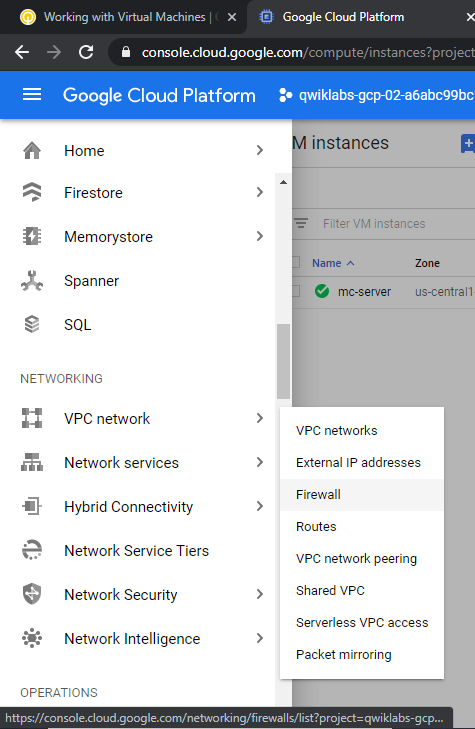 Working with Virtual Machines |
Google Cloud Platform
console.cloud.google.com/compute/instances?project
Google Cloud Platform
qwiklabs-gcp-02-a6abc99bc
Home
M instances
Firestore
Filter VM instances
Memorystore
Name
Zone
Spanner
mc-server
us-central1
SQL
NETWORKING
VPC network
VPC networks
Network services
External IP addresses
Firewall
Hybrid Connectivity
Routes
Network Service Tiers
VPC network peering
Network Security
Shared VPC
Serverless VPC access
Network Intelligence
Packet mirroring
OPERATIONS
https://console.cloud.google.com/networking/firewalls/list?project=qwiklabs-gcp...